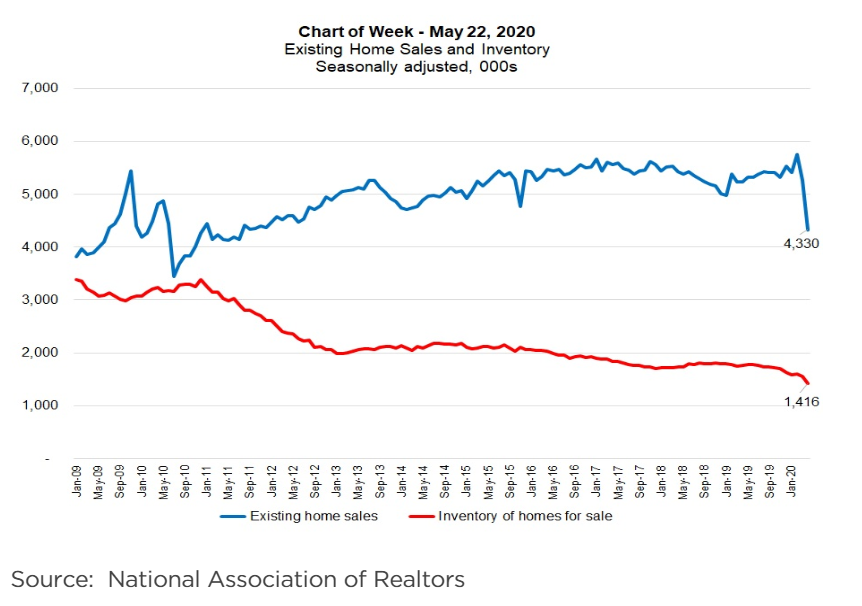 Chart of Week - May 22, 2020
Existing Home Sales and Inventory
Seasonally adjusted, 000s
7,000
6,000
5,000
4,000
3,000
2,000
1,000
-
4,330
1,416
Jan-09
May-09
Sep-09
Jan-10
May-10
Sep-10
Jan-11
May-11
Sep-11
Jan-12
May-12
Sep-12
Jan-13
May-13
Sep-13
Jan-14
May-14
Sep-14
Jan-15
May-15
Sep-15
Jan-16
May-16
Sep-16
Jan-17
May-17
Sep-17
Jan-18
May-18
Sep-18
Jan-19
May-19
Sep-19
Jan-20
Existing home sales
Inventory of homes for sale
Source: National Association of Realtors